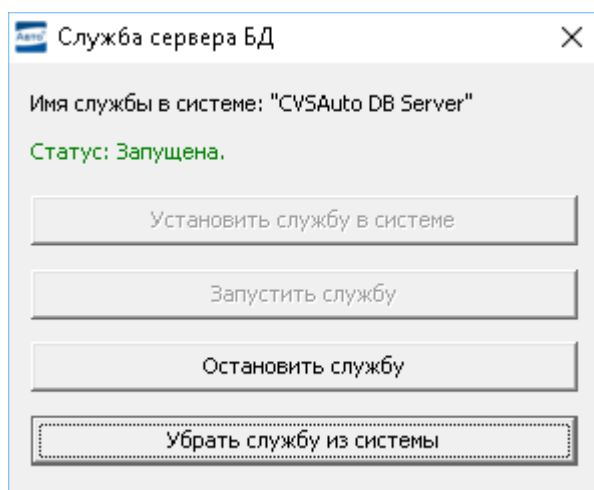 Авто
Служба сервера БД
Имя службы в системе: "CVSAuto DB Server"
Статус: Запущена.
Установить службу в системе
Запустить службу
Остановить службу
Убрать службу из системы